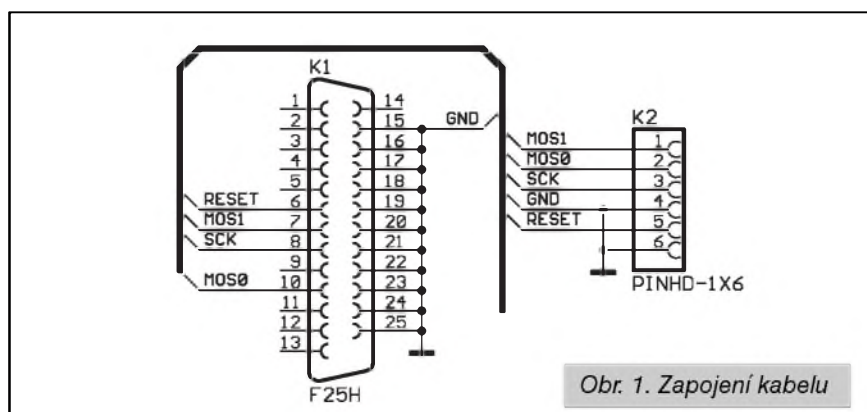 K1
1
2
3
4
5
6
7
8
9
10
11
12
13
14
15
16
17
18
19
20
21
22
23
24
25
RESET
MOS1
SCK
MOS0
F25H
GND
K2
MOS1 1
MOS0 2
SCK 3
GND 4
RESET 5
6
PINHD-1X6
Obr. 1. Zapojení kabelu